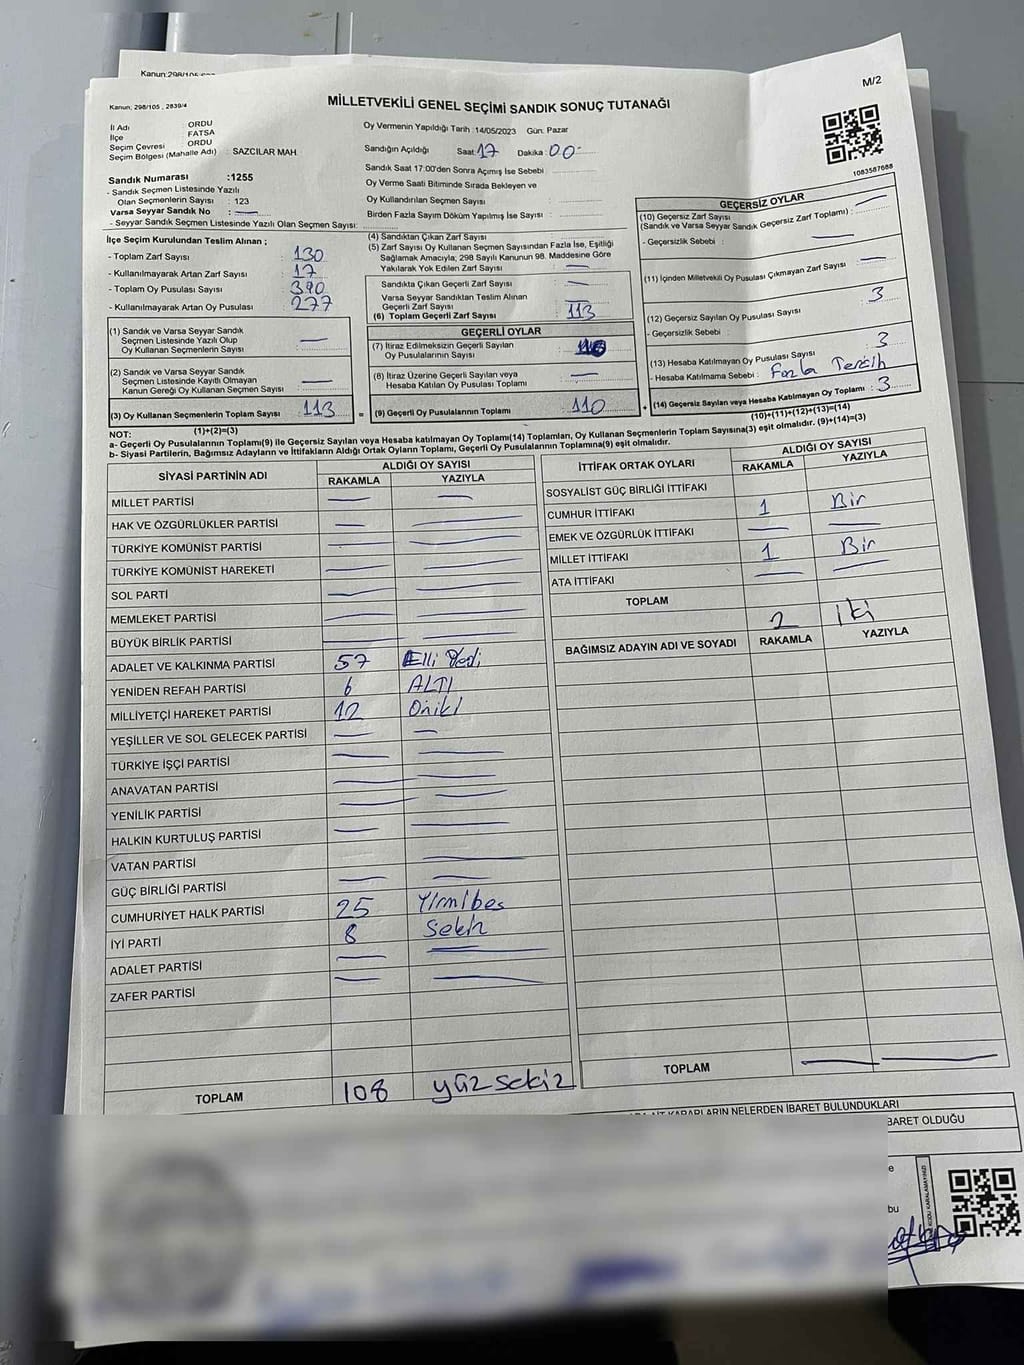 Kanun: 298/105
M/2
Kanun; 298/105 , 2839/4
MİLLETVEKİLİ GENEL SEÇİMİ SANDIK SONUÇ TUTANAĞI
İl Adı ORDU
İlçe FATSA
Seçim Çevresi : ORDU
Seçim Bölgesi (Mahalle Adı) : SAZCILAR MAH.
Sandık Numarası :1255
- Sandık Seçmen Listesinde Yazılı
Olan Seçmenlerin Sayısı : 123
Varsa Seyyar Sandık No :
- Seyyar Sandık Seçmen Listesinde Yazılı Olan Seçmen Sayısı:
Oy Vermenin Yapıldığı Tarih :14/05/2023 Gün: Pazar
Sandığın Açıldığı Saat: 17 Dakika: 00
Sandık Saat 17:00'den Sonra Açımış İse Sebebi :
Oy Verme Saati Bitiminde Sırada Bekleyen ve
Oy Kullandırılan Seçmen Sayısı :
Birden Fazla Sayım Döküm Yapılmış İse Sayısı :
1083587688
İlçe Seçim Kurulundan Teslim Alınan ;
- Toplam Zarf Sayısı : 130
- Kullanılmayarak Artan Zarf Sayısı : 17
- Toplam Oy Pusulası Sayısı : 390
- Kullanılmayarak Artan Oy Pusulası : 277
(1) Sandık ve Varsa Seyyar Sandık
Seçmen Listesinde Yazılı Olup
Oy Kullanan Seçmenlerin Sayısı :
(2) Sandık ve Varsa Seyyar Sandık
Seçmen Listesinde Kayıtlı Olmayan
Kanun Gereği Oy Kullanan Seçmen Sayısı :
(3) Oy Kullanan Seçmenlerin Toplam Sayısı : 113
(1)+(2)=(3)
(4) Sandıktan Çıkan Zarf Sayısı
(5) Zarf Sayısı Oy Kullanan Seçmen Sayısından Fazla İse, Eşitliği
Sağlamak Amacıyla; 298 Sayılı Kanunun 98. Maddesine Göre
Yakılarak Yok Edilen Zarf Sayısı :
Sandıkta Çıkan Geçerli Zarf Sayısı :
Varsa Seyyar Sandıktan Teslim Alınan
Geçerli Zarf Sayısı :
(6) Toplam Geçerli Zarf Sayısı : 113
GEÇERLİ OYLAR
(7) İtiraz Edilmeksizin Geçerli Sayılan
Oy Pusulalarının Sayısı :
(8) İtiraz Üzerine Geçerli Sayılan veya
Hesaba Katılan Oy Pusulası Toplamı :
= (9) Geçerli Oy Pusulalarının Toplamı : 110
GEÇERSİZ OYLAR
(10) Geçersiz Zarf Sayısı
(Sandık ve Varsa Seyyar Sandık Geçersiz Zarf Toplamı) :
- Geçersizlik Sebebi :
(11) İçinden Milletvekili Oy Pusulası Çıkmayan Zarf Sayısı : 3
(12) Geçersiz Sayılan Oy Pusulası Sayısı
- Geçersizlik Sebebi :
(13) Hesaba Katılmayan Oy Pusulası Sayısı : 3
- Hesaba Katılmama Sebebi : Fazla Tercih
+ (14) Geçersiz Sayılan veya Hesaba Katılmayan Oy Toplamı : 3
(10)+(11)+(12)+(13)=(14)
NOT:
a- Geçerli Oy Pusulalarının Toplamı(9) ile Geçersiz Sayılan veya Hesaba katılmayan Oy Toplamı(14) Toplamları, Oy Kullanan Seçmenlerin Toplam Sayısına(3) eşit olmalıdır. (9)+(14)=(3)
b- Siyasi Partilerin, Bağımsız Adayların ve İttifakların Aldığı Ortak Oyların Toplamı, Geçerli Oy Pusulalarının Toplamına(9) eşit olmalıdır.
SİYASİ PARTİNİN ADI ALDIĞI OY SAYISI
RAKAMLA YAZIYLA
MİLLET PARTİSİ
HAK VE ÖZGÜRLÜKLER PARTİSİ
TÜRKİYE KOMÜNİST PARTİSİ
TÜRKİYE KOMÜNİST HAREKETİ
SOL PARTİ
MEMLEKET PARTİSİ
BÜYÜK BİRLİK PARTİSİ
ADALET VE KALKINMA PARTİSİ 57 Elli Yedi
YENİDEN REFAH PARTİSİ 6 ALTI
MİLLİYETÇİ HAREKET PARTİSİ 12 Oniki
YEŞİLLER VE SOL GELECEK PARTİSİ
TÜRKİYE İŞÇİ PARTİSİ
ANAVATAN PARTİSİ
YENİLİK PARTİSİ
HALKIN KURTULUŞ PARTİSİ
VATAN PARTİSİ
GÜÇ BİRLİĞİ PARTİSİ
CUMHURİYET HALK PARTİSİ 25 Yirmibes
İYİ PARTİ 8 Sekiz
ADALET PARTİSİ
ZAFER PARTİSİ
TOPLAM 108 yüz sekiz
İTTİFAK ORTAK OYLARI ALDIĞI OY SAYISI
RAKAMLA YAZIYLA
SOSYALİST GÜÇ BİRLİĞİ İTTİFAKI
CUMHUR İTTİFAKI 1 Bir
EMEK VE ÖZGÜRLÜK İTTİFAKI
MİLLET İTTİFAKI 1 Bir
ATA İTTİFAKI
TOPLAM 2 iki
BAĞIMSIZ ADAYIN ADI VE SOYADI RAKAMLA YAZIYLA
TOPLAM
KARARLARIN NELERDEN İBARET BULUNDUKLARI
BARET OLDUĞU
e
bu